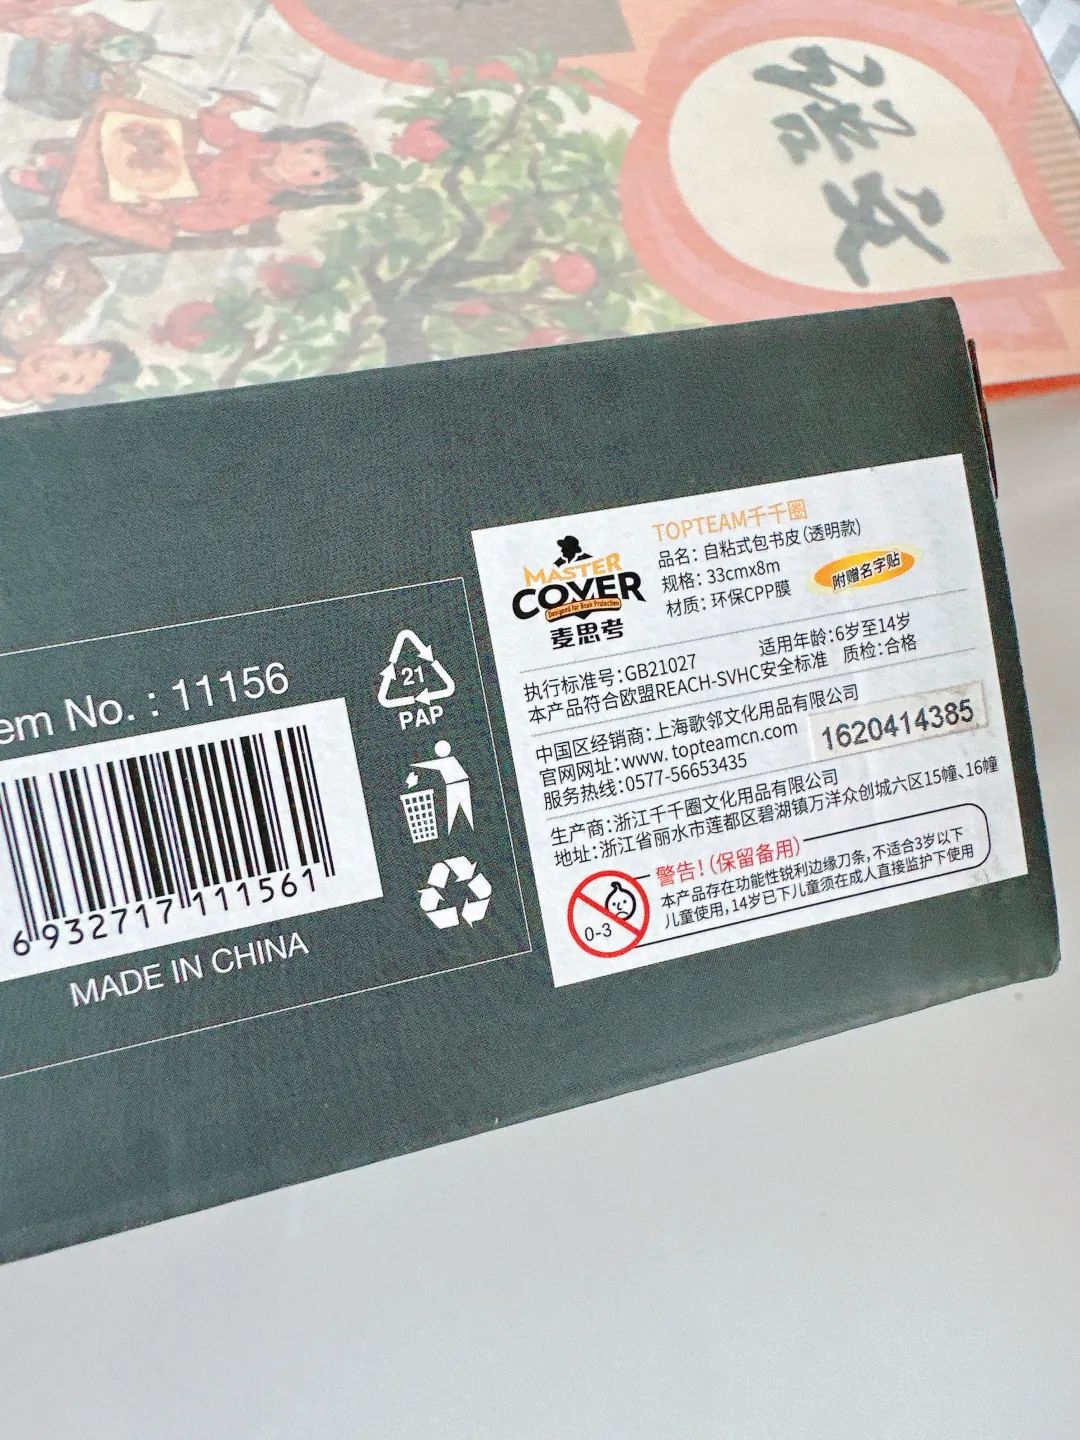 语文
TOPTEAM千千圈
品名：自粘式包书皮（透明款）
规格：33cmx8m
材质：环保CPP膜
附赠名字贴
MASTER
COVER
Designed for Book Protection
麦思考
执行标准号：GB21027
适用年龄：6岁至14岁
本产品符合欧盟REACH-SVHC安全标准 质检：合格
中国区经销商：上海歌邻文化用品有限公司
官网网址：www.topteamcn.com
服务热线：0577-56653435
1620414385
生产商：浙江千千圈文化用品有限公司
地址：浙江省丽水市莲都区碧湖镇万洋众创城六区15幢、16幢
警告！（保留备用）
本产品存在功能性锐利边缘刀条，不适合3岁以下
儿童使用，14岁已下儿童须在成人直接监护下使用
0-3
em No. : 11156
21
PAP
6 932717 111561
MADE IN CHINA